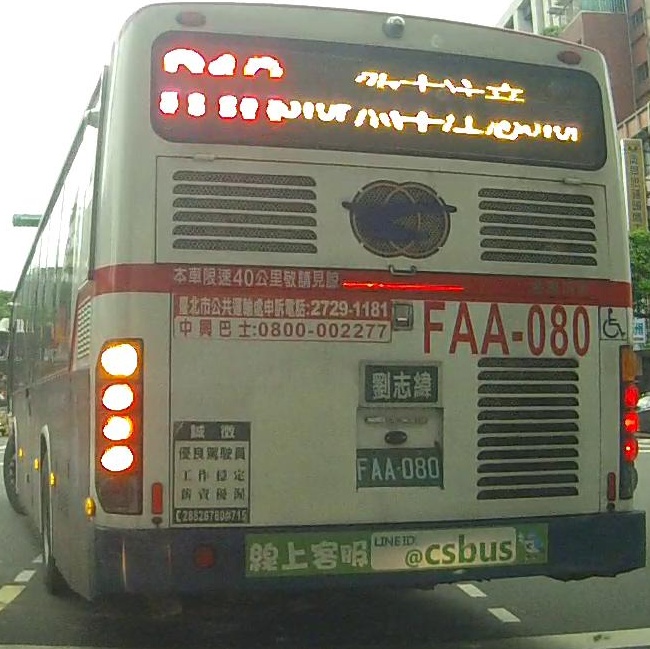 本車限速40公里敬請見諒
臺北市公共運輸處申訴電話:2729-1181
中興巴士:0800-002277
FAA-080
劉志緯
FAA-080
誠徵
優良駕駛員
工作穩定
薪資優渥
28826780@715
線上客服 LINE ID: @csbus